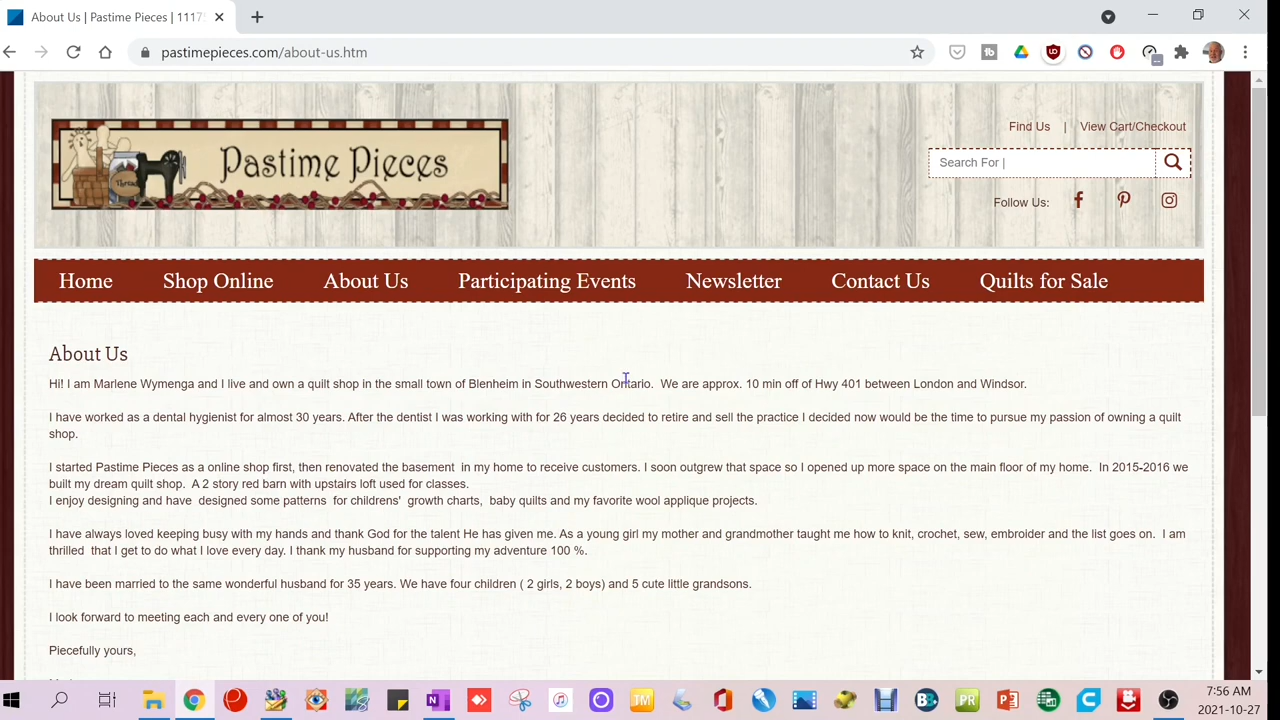 About Us | Pastime Pieces | 1117
pastimepieces.com/about-us.htm
Pastime Pieces
Thread
Find Us | View Cart/Checkout
Search For |
Follow Us:
Home Shop Online About Us Participating Events Newsletter Contact Us Quilts for Sale
About Us
Hi! I am Marlene Wymenga and I live and own a quilt shop in the small town of Blenheim in Southwestern Ontario.  We are approx. 10 min off of Hwy 401 between London and Windsor.
I have worked as a dental hygienist for almost 30 years. After the dentist I was working with for 26 years decided to retire and sell the practice I decided now would be the time to pursue my passion of owning a quilt
shop.
I started Pastime Pieces as a online shop first, then renovated the basement  in my home to receive customers. I soon outgrew that space so I opened up more space on the main floor of my home.  In 2015-2016 we
built my dream quilt shop.  A 2 story red barn with upstairs loft used for classes.
I enjoy designing and have  designed some patterns  for childrens'  growth charts,  baby quilts and my favorite wool applique projects.
I have always loved keeping busy with my hands and thank God for the talent He has given me. As a young girl my mother and grandmother taught me how to knit, crochet, sew, embroider and the list goes on.  I am
thrilled  that I get to do what I love every day. I thank my husband for supporting my adventure 100 %.
I have been married to the same wonderful husband for 35 years. We have four children ( 2 girls, 2 boys) and 5 cute little grandsons.
I look forward to meeting each and every one of you!
Piecefully yours,
7:56 AM
2021-10-27